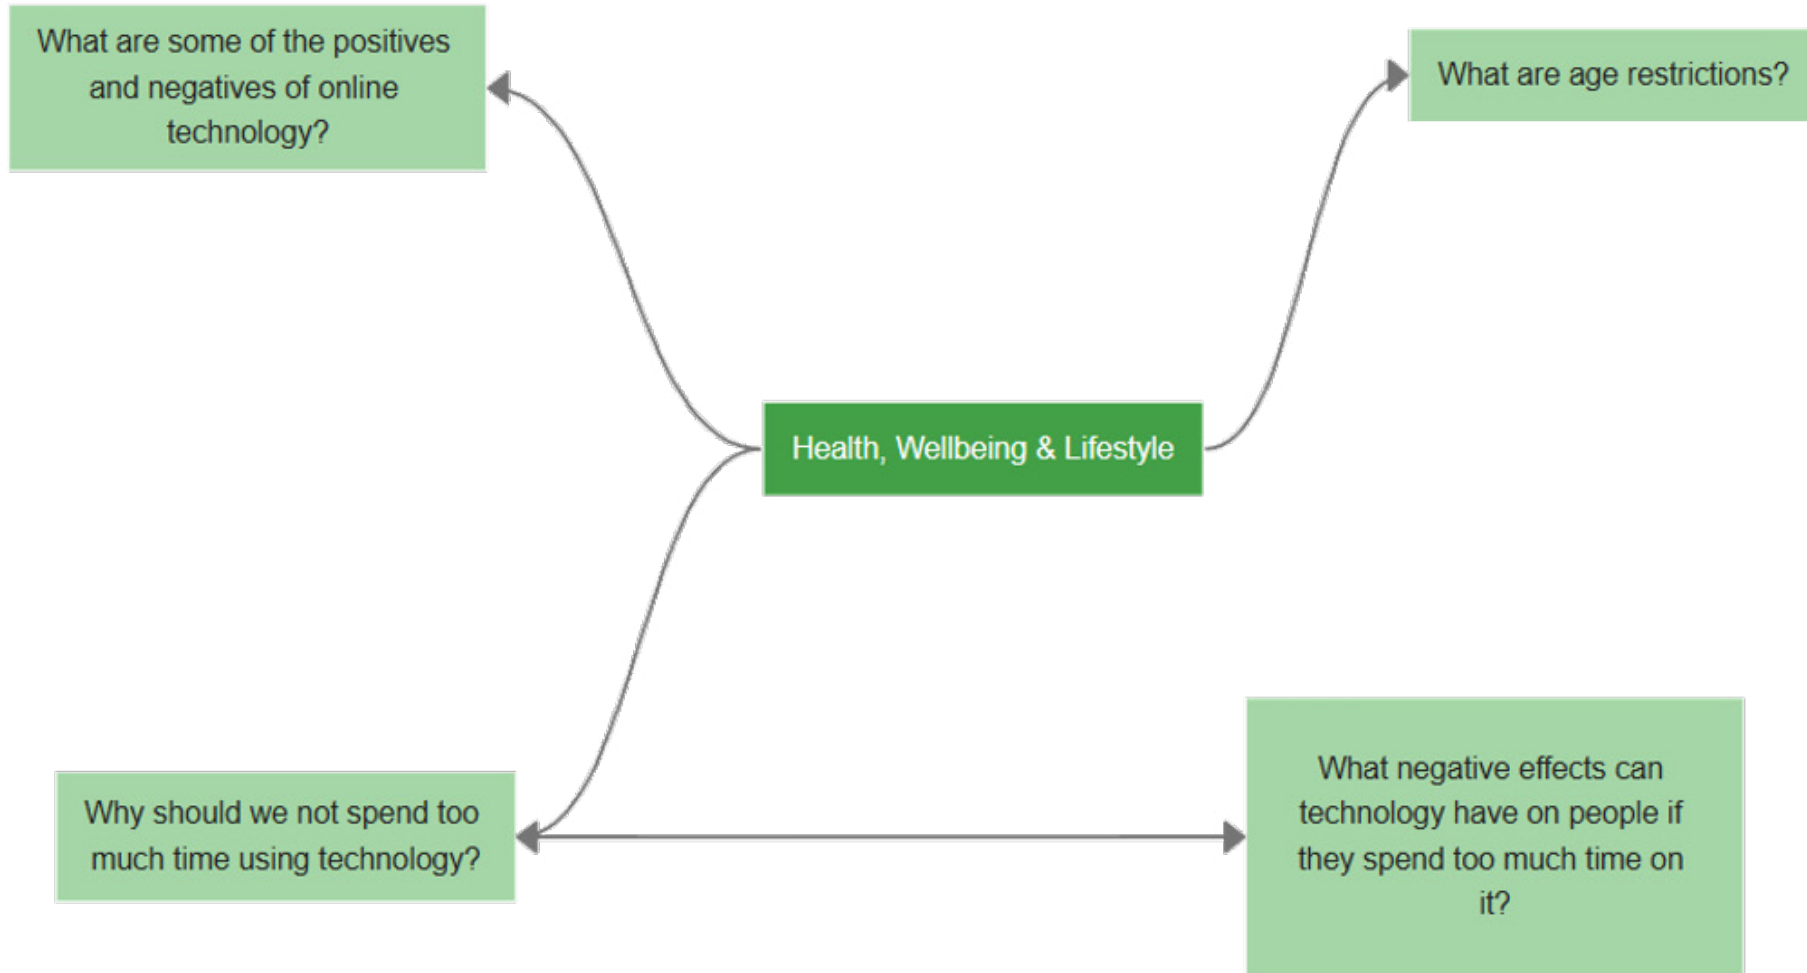 What are some of the positives
and negatives of online
technology?
What are age restrictions?
Health, Wellbeing & Lifestyle
Why should we not spend too
much time using technology?
What negative effects can
technology have on people if
they spend too much time on
it?